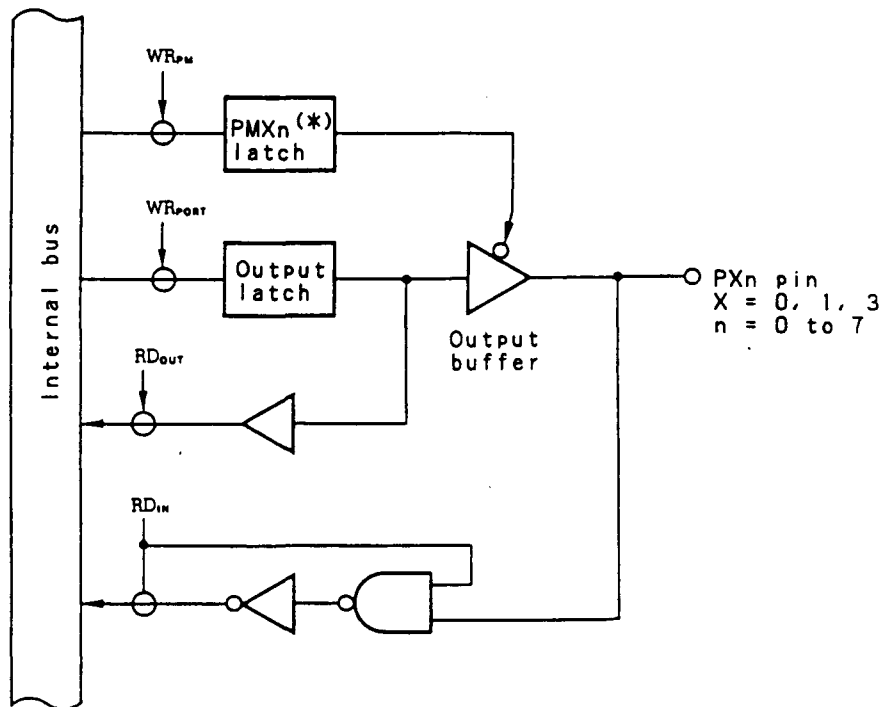 WRPM
PMXn (*)
latch
WRPORT
Output
latch
Internal bus
PXn pin
X = 0, 1, 3
n = 0 to 7
Output
buffer
RDOUT
RDIN